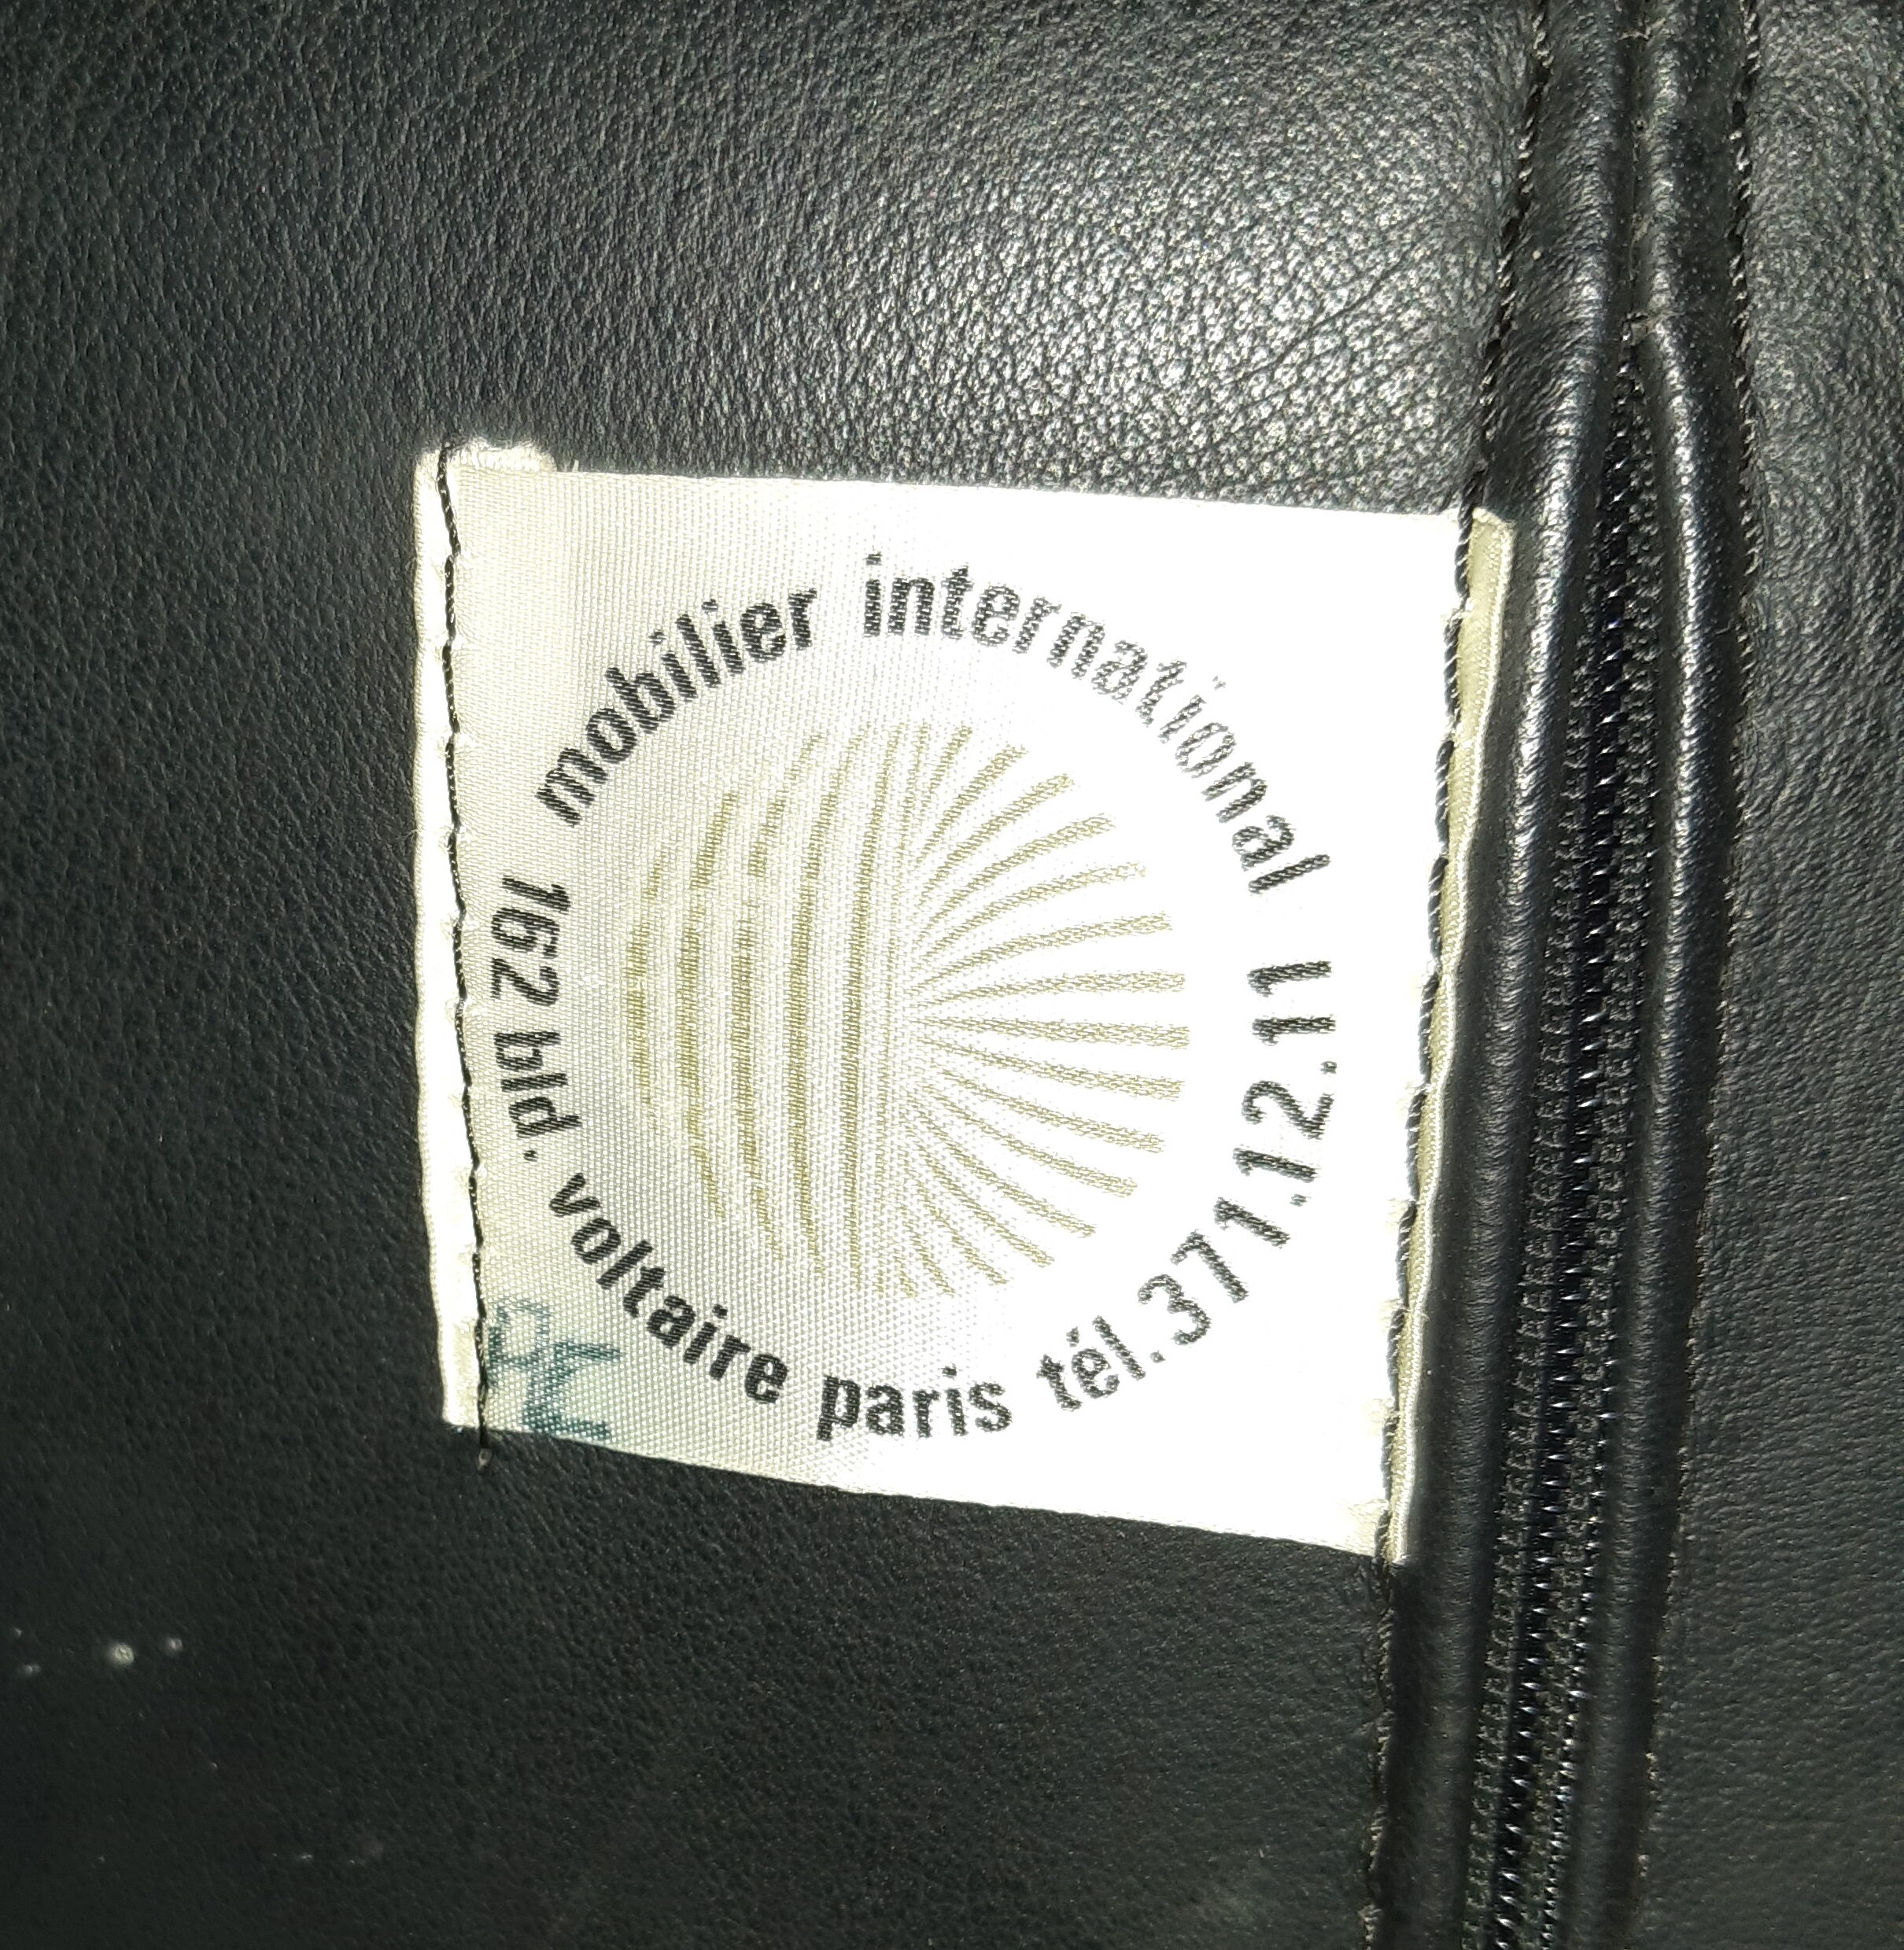 mobilier international
162 bld. voltaire paris tél.371.12.11